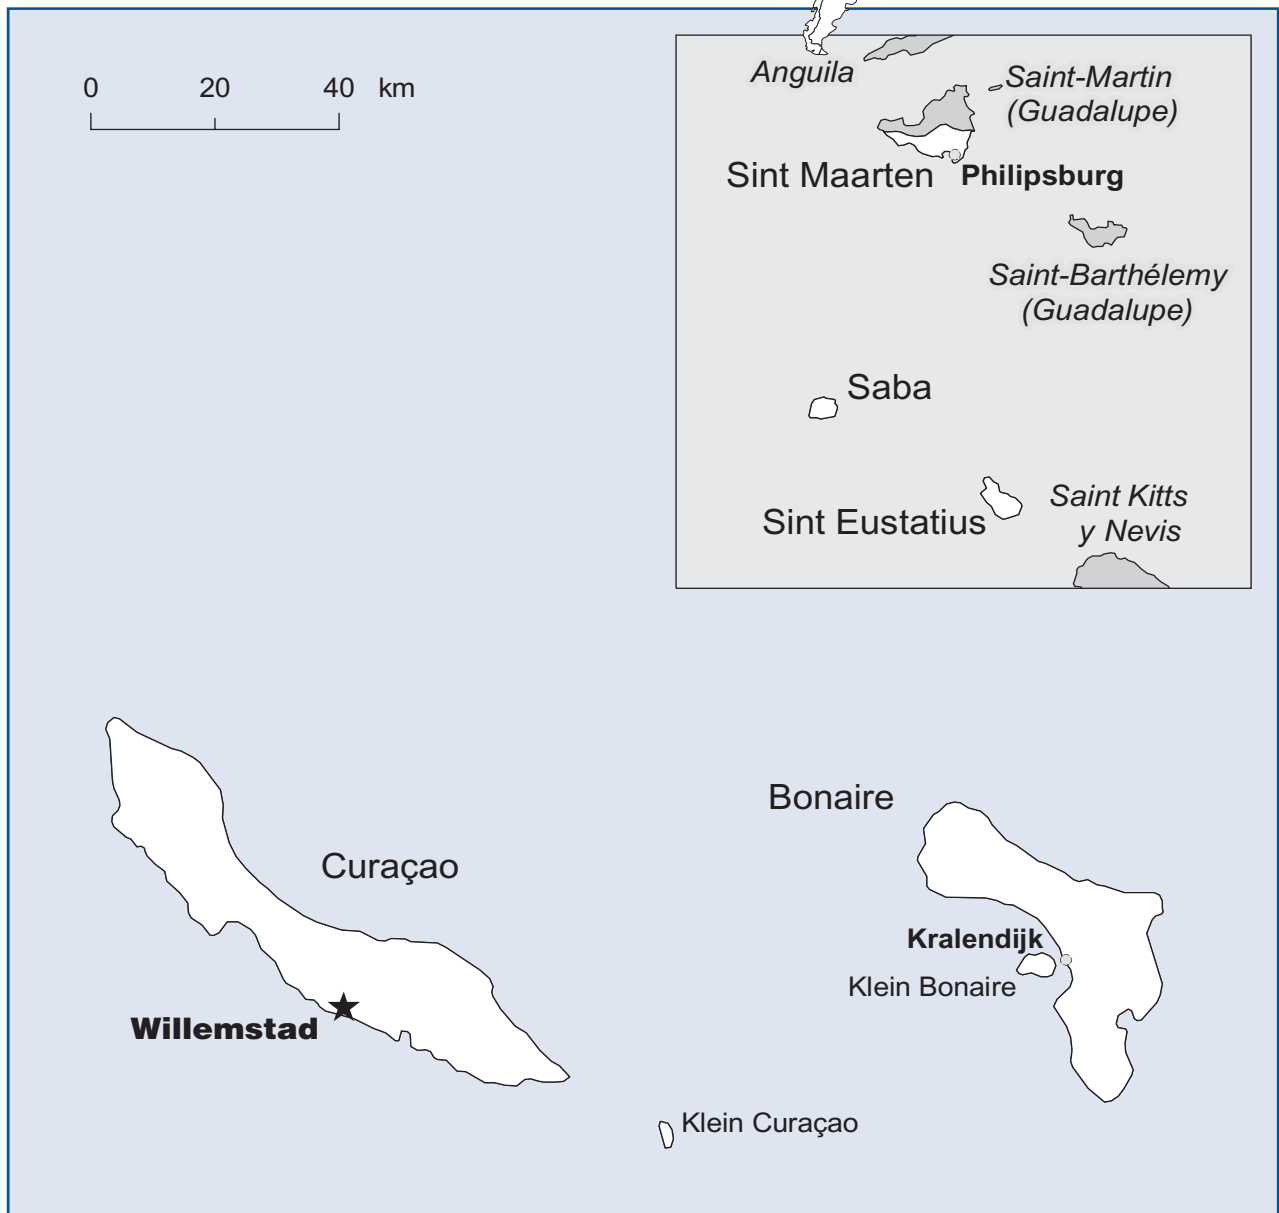 0 20 40 km
Anguila
Saint-Martin
(Guadalupe)
Sint Maarten
Philipsburg
Saint-Barthélemy
(Guadalupe)
Saba
Saint Kitts
y Nevis
Sint Eustatius
Bonaire
Curaçao
Kralendijk
Klein Bonaire
Willemstad
Klein Curaçao